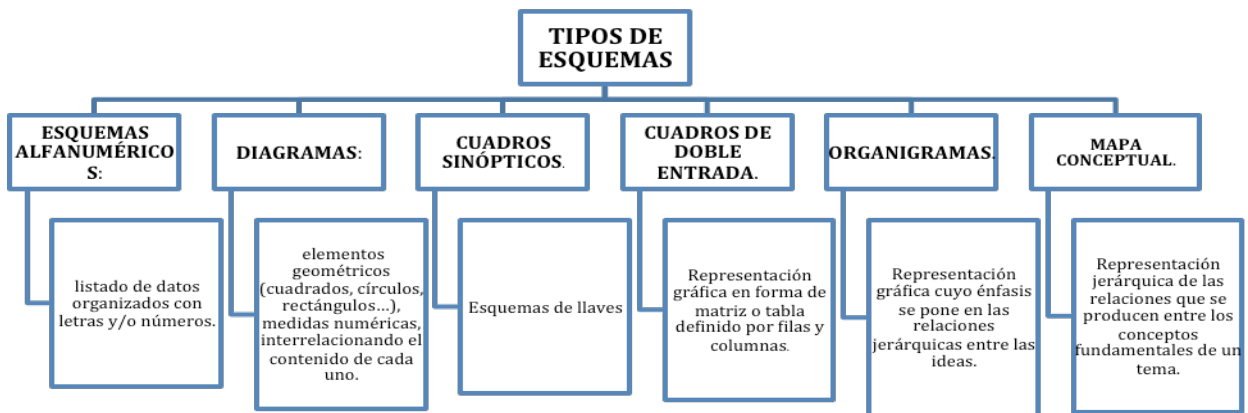 TIPOS DE
ESQUEMAS
ESQUEMAS
ALFANUMÉRICO
S:
listado de datos
organizados con
letras y/o números.
DIAGRAMAS:
elementos
geométricos
(cuadrados, círculos,
rectángulos...),
medidas numéricas,
interrelacionando el
contenido de cada
uno.
CUADROS
SINÓPTICOS.
Esquemas de llaves
CUADROS DE
DOBLE
ENTRADA.
Representación
gráfica en forma de
matriz o tabla
definido por filas y
columnas.
ORGANIGRAMAS.
Representación
gráfica cuyo énfasis
se pone en las
relaciones
jerárquicas entre las
ideas.
MAPA
CONCEPTUAL.
Representación
jerárquica de las
relaciones que se
producen entre los
conceptos
fundamentales de un
tema.